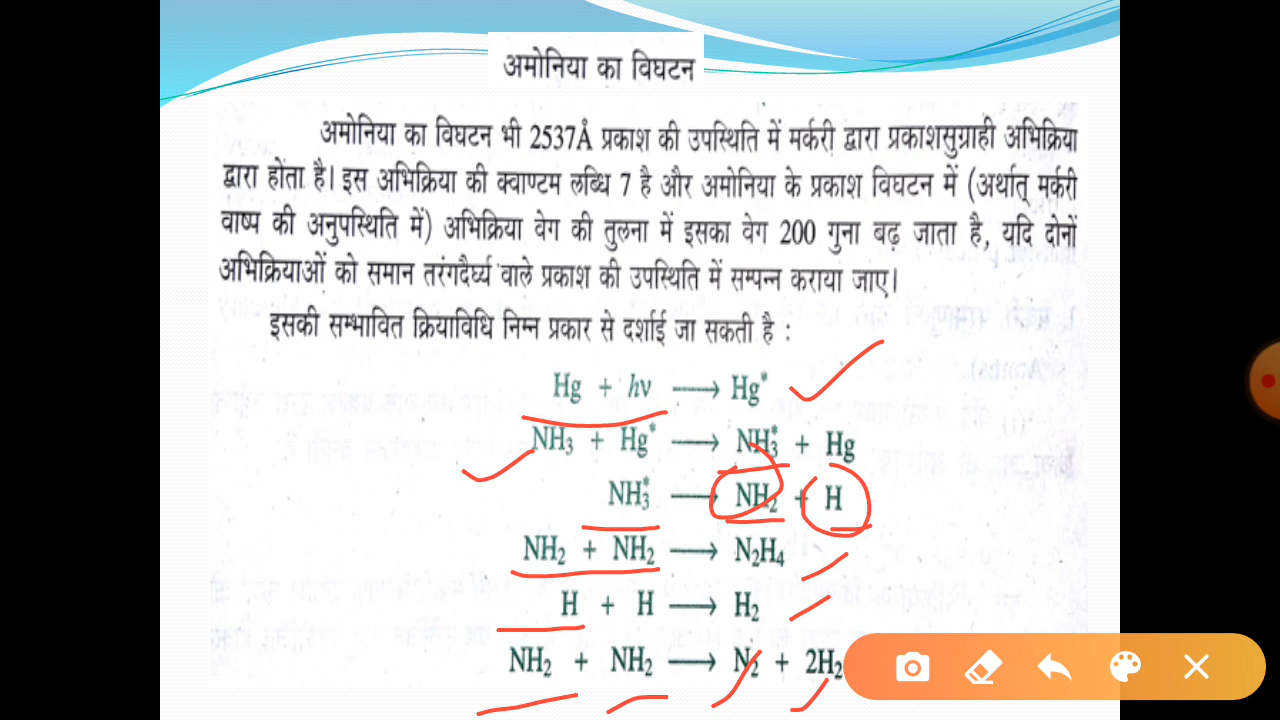 अमोनिया का विघटन
अमोनिया का विघटन भी 2537Å प्रकाश की उपस्थिति में मर्करी द्वारा प्रकाशसुग्राही अभिक्रिया
द्वारा होंता है। इस अभिक्रिया की क्वाण्टम लब्धि 7 है और अमोनिया के प्रकाश विघटन में (अर्थात् मर्करी
वाष्प की अनुपस्थिति में) अभिक्रिया वेग की तुलना में इसका वेग 200 गुना बढ़ जाता है, यदि दोनों
अभिक्रियाओं को समान तरंगदैर्घ्य वाले प्रकाश की उपस्थिति में सम्पन्न कराया जाए।
इसकी सम्भावित क्रियाविधि निम्न प्रकार से दर्शाई जा सकती है :
Hg + hν ⟶ Hg*
NH₃ + Hg* ⟶ NH₃* + Hg
NH₃* ⟶ NH₂ + H
NH₂ + NH₂ ⟶ N₂H₄
H + H ⟶ H₂
NH₂ + NH₂ ⟶ N₂ + 2H₂